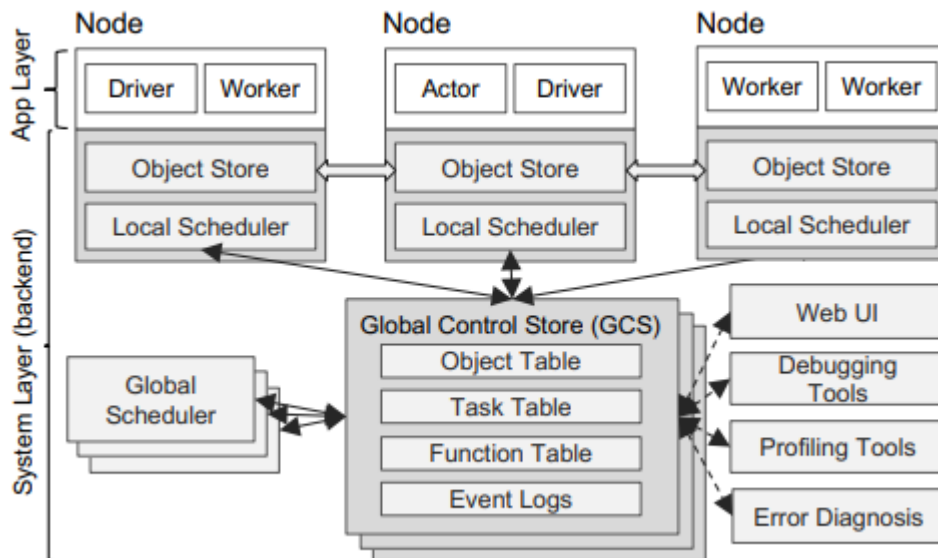 Node
Node
Node
App Layer
Driver
Worker
Actor
Driver
Worker
Worker
Object Store
Object Store
Object Store
Local Scheduler
Local Scheduler
Local Scheduler
System Layer (backend)
Global Control Store (GCS)
Object Table
Task Table
Function Table
Event Logs
Global
Scheduler
Web UI
Debugging
Tools
Profiling Tools
Error Diagnosis